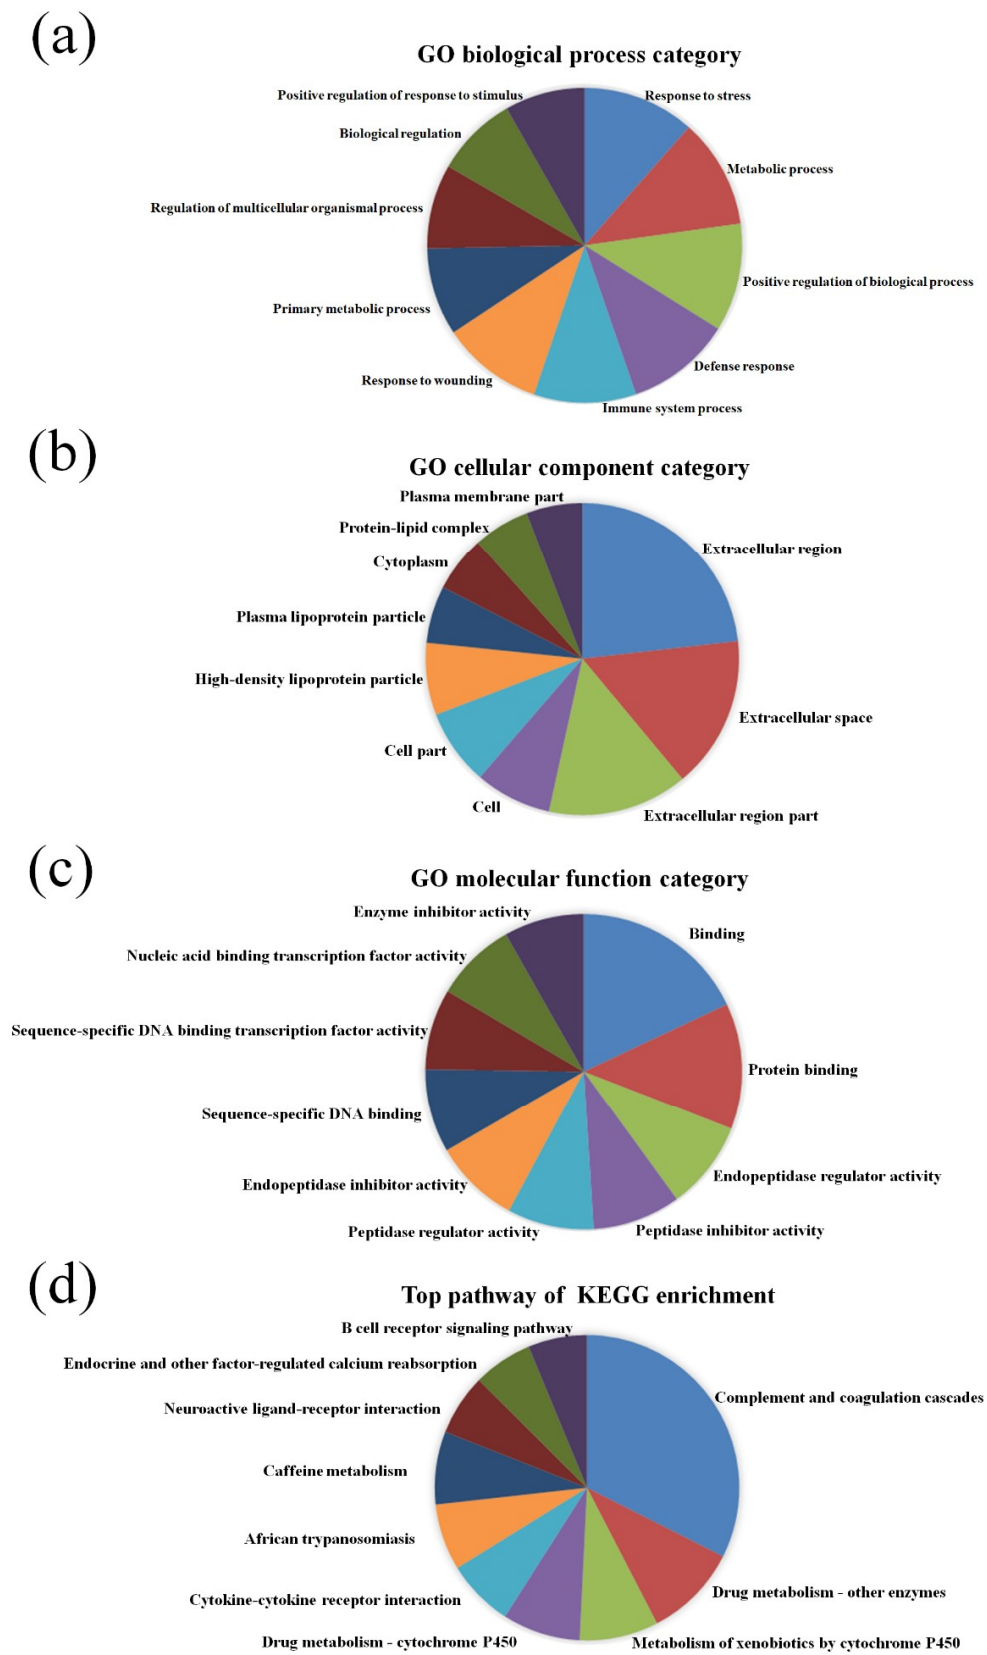 (a)
GO biological process category
Positive regulation of response to stimulus
Response to stress
Biological regulation
Metabolic process
Regulation of multicellular organismal process
Positive regulation of biological process
Primary metabolic process
Defense response
Response to wounding
Immune system process
(b)
GO cellular component category
Plasma membrane part
Protein-lipid complex
Extracellular region
Cytoplasm
Plasma lipoprotein particle
High-density lipoprotein particle
Extracellular space
Cell part
Cell
Extracellular region part
(c)
GO molecular function category
Enzyme inhibitor activity
Binding
Nucleic acid binding transcription factor activity
Sequence-specific DNA binding transcription factor activity
Protein binding
Sequence-specific DNA binding
Endopeptidase regulator activity
Endopeptidase inhibitor activity
Peptidase regulator activity
Peptidase inhibitor activity
(d)
Top pathway of KEGG enrichment
B cell receptor signaling pathway
Endocrine and other factor-regulated calcium reabsorption
Complement and coagulation cascades
Neuroactive ligand-receptor interaction
Caffeine metabolism
African trypanosomiasis
Drug metabolism - other enzymes
Cytokine-cytokine receptor interaction
Drug metabolism - cytochrome P450
Metabolism of xenobiotics by cytochrome P450